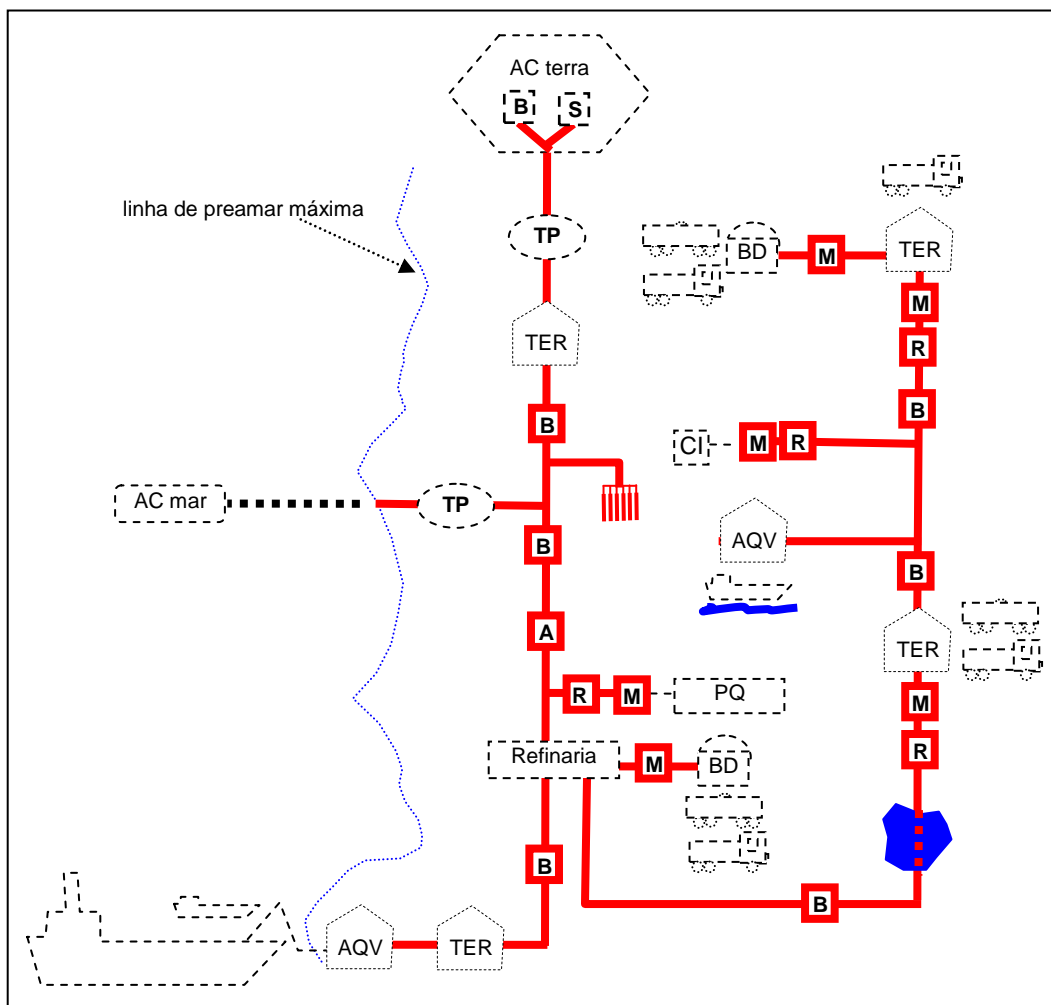 AC terra
B
S
linha de preamar máxima
TP
TER
BD
M
TER
M
R
B
B
CI
M
R
AC mar
TP
B
AQV
B
A
TER
R
M
PQ
M
R
Refinaria
M
BD
B
B
AQV
TER